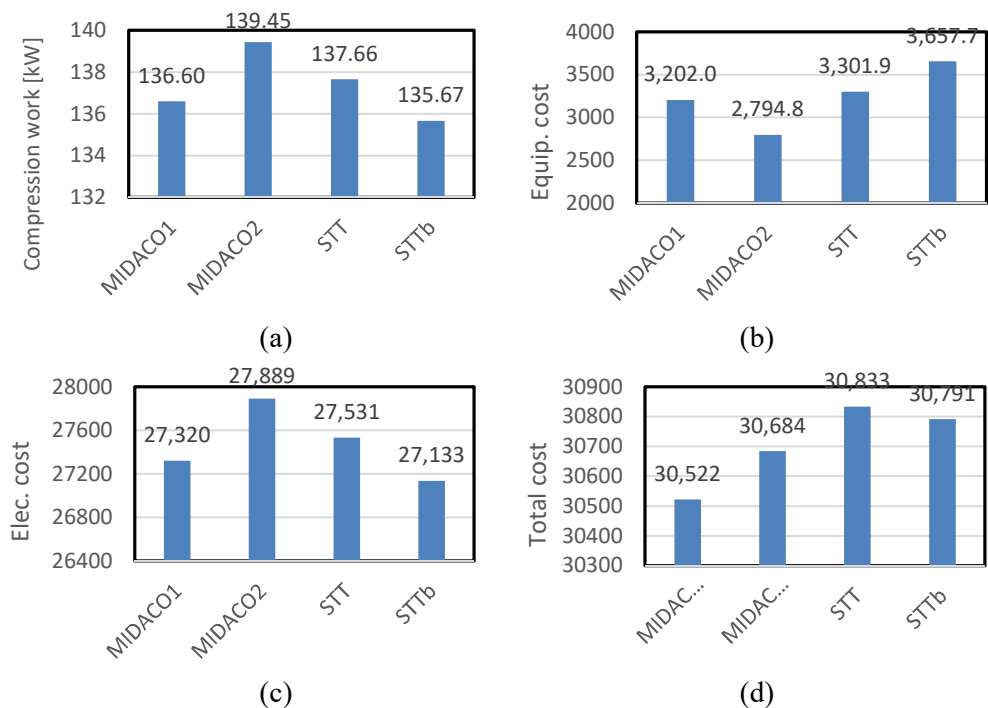 Compression work [kW]
140
138
136
134
132
136.60
139.45
137.66
135.67
MIDACO1
MIDACO2
STT
STTb
(a)
Equip. cost
4000
3500
3000
2500
2000
3,202.0
2,794.8
3,301.9
3,657.7
MIDACO1
MIDACO2
STT
STTb
(b)
Elec. cost
28000
27600
27200
26800
26400
27,320
27,889
27,531
27,133
MIDACO1
MIDACO2
STT
STTb
(c)
Total cost
30900
30800
30700
30600
30500
30400
30300
30,522
30,684
30,833
30,791
MIDAC...
MIDAC...
STT
STTb
(d)